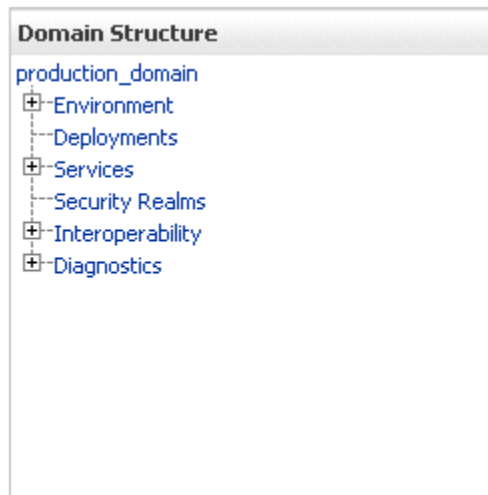 Domain Structure
production_domain
Environment
Deployments
Services
Security Realms
Interoperability
Diagnostics